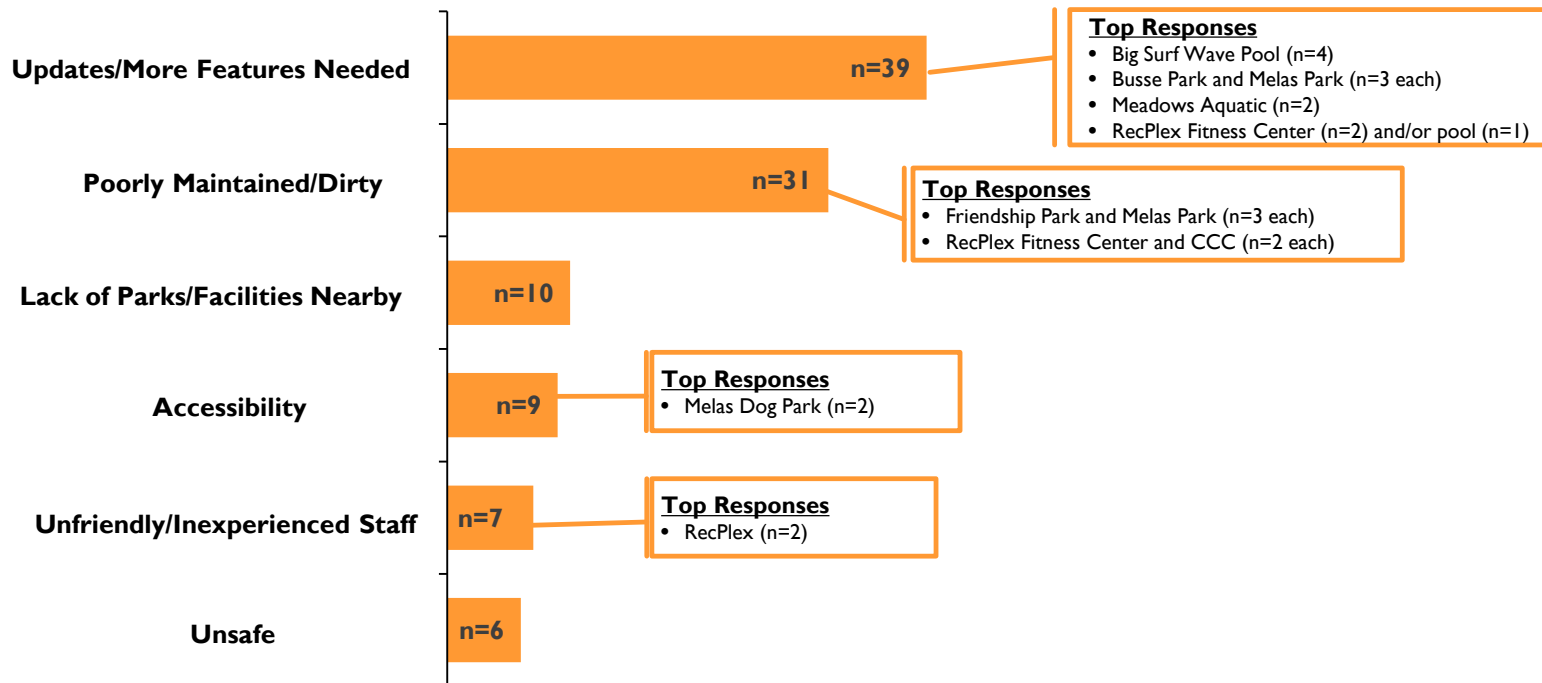 Updates/More Features Needed
n=39
Top Responses
• Big Surf Wave Pool (n=4)
• Busse Park and Melas Park (n=3 each)
• Meadows Aquatic (n=2)
• RecPlex Fitness Center (n=2) and/or pool (n=1)
Poorly Maintained/Dirty
n=31
Top Responses
• Friendship Park and Melas Park (n=3 each)
• RecPlex Fitness Center and CCC (n=2 each)
Lack of Parks/Facilities Nearby
n=10
Accessibility
n=9
Top Responses
• Melas Dog Park (n=2)
Unfriendly/Inexperienced Staff
n=7
Top Responses
• RecPlex (n=2)
Unsafe
n=6